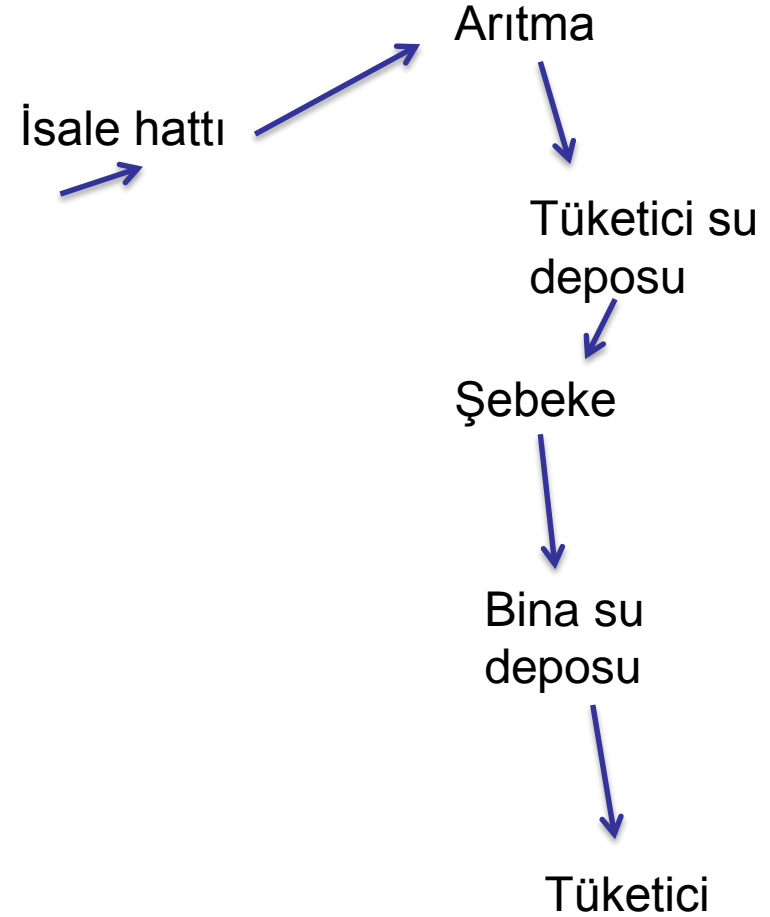 Arıtma
İsale hattı
Tüketici su
deposu
Şebeke
Bina su
deposu
Tüketici